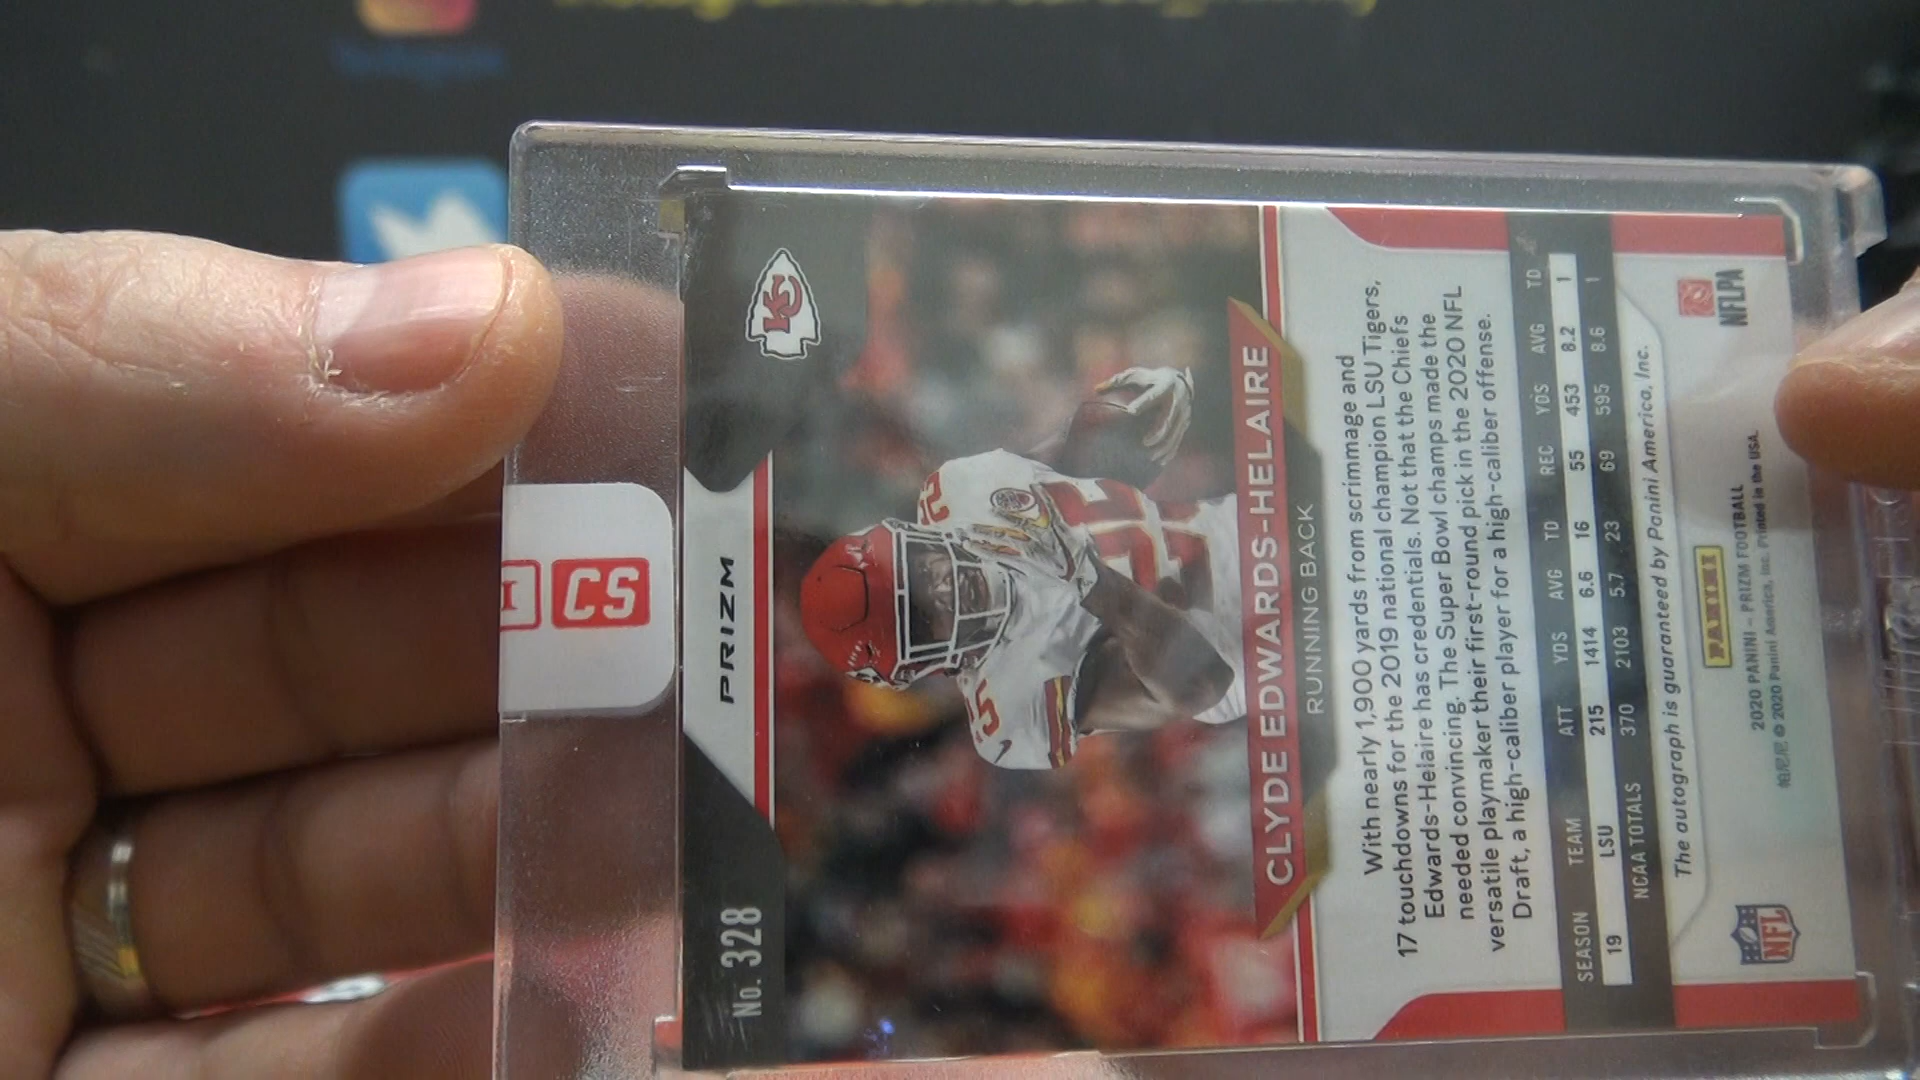 No. 328
PRIZM
KC
25
CS
CLYDE EDWARDS-HELAIRE
RUNNING BACK
With nearly 1,900 yards from scrimmage and
17 touchdowns for the 2019 national champion LSU Tigers,
Edwards-Helaire has credentials. Not that the Chiefs
needed convincing. The Super Bowl champs made the
versatile playmaker their first-round pick in the 2020 NFL
Draft, a high-caliber player for a high-caliber offense.
SEASON TEAM ATT YDS AVG TD REC YDS AVG TD
19 LSU 215 1414 6.6 16 55 453 8.2 1
NCAA TOTALS 370 2103 5.7 23 69 595 8.6 1
The autograph is guaranteed by Panini America, Inc.
NFL
PANINI
2020 PANINI – PRIZM FOOTBALL
帕尼尼 © 2020 Panini America, Inc. Printed in the USA.
NFLPA